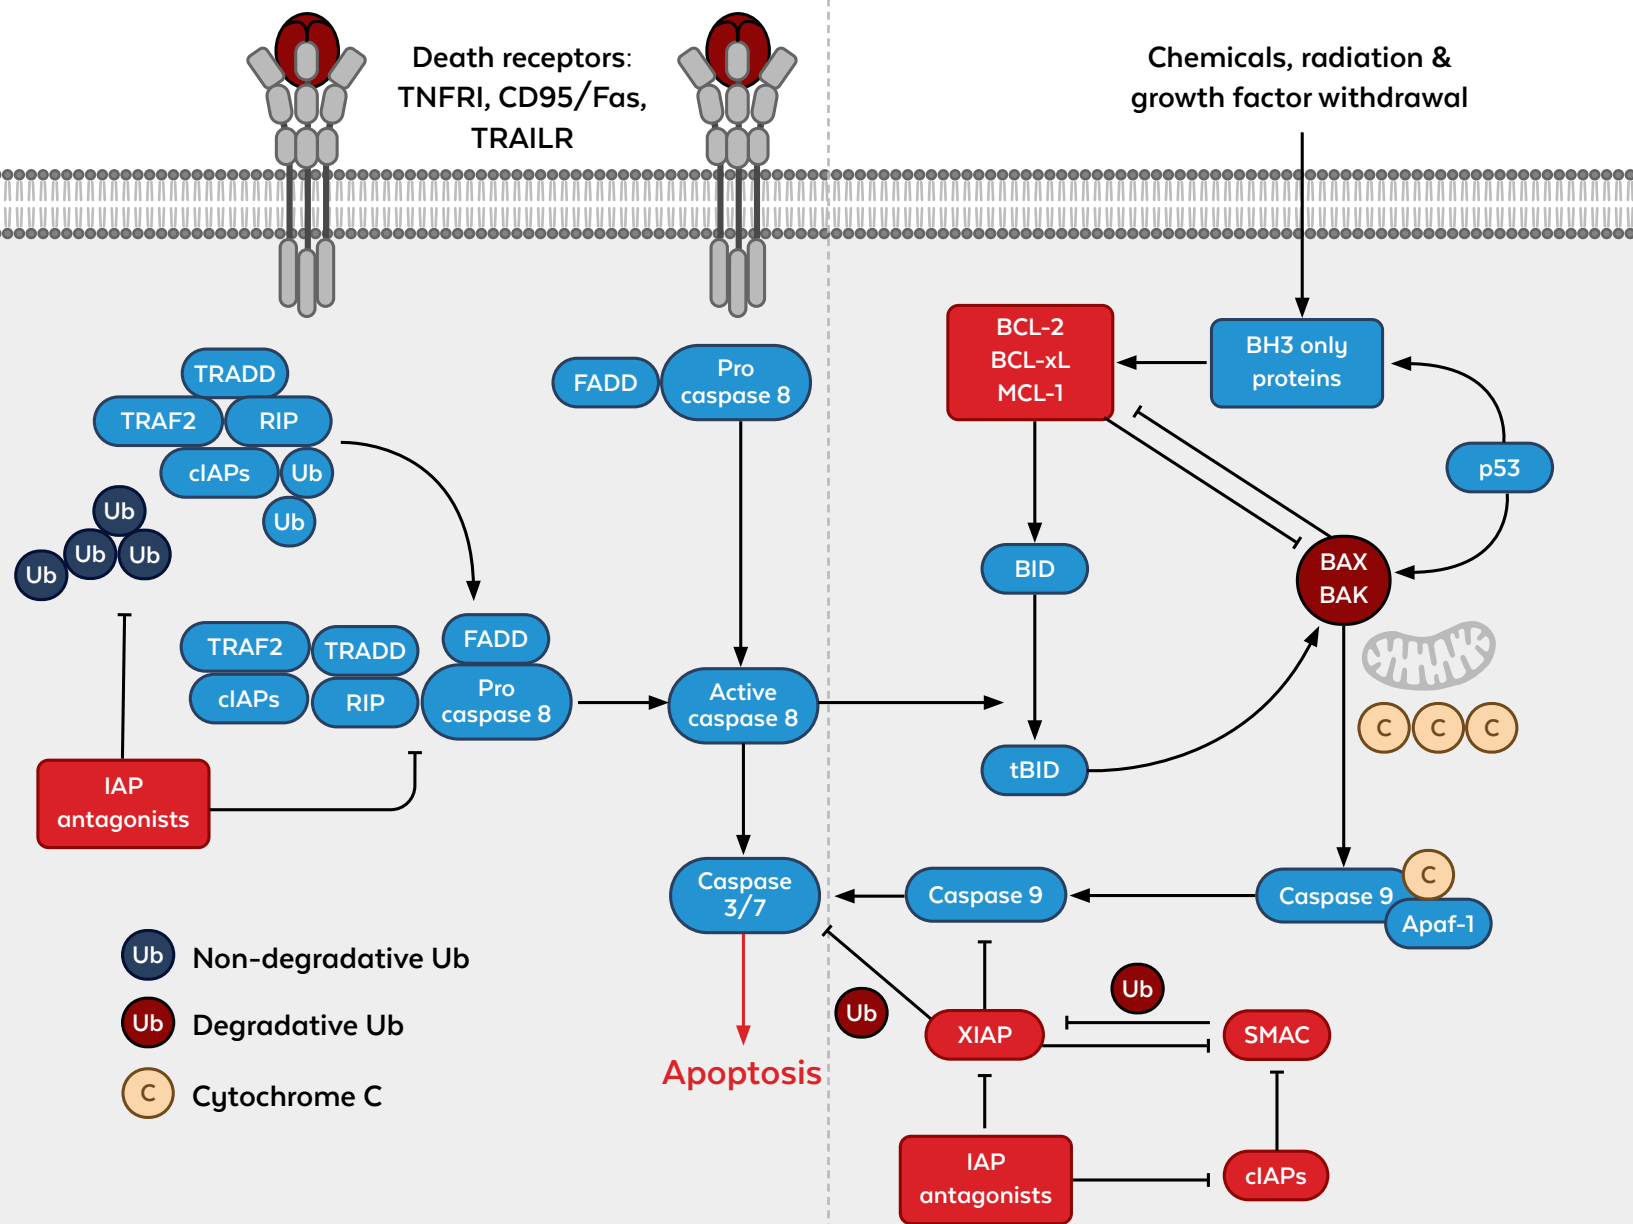 Death receptors:
TNFRI, CD95/Fas,
TRAILR
Chemicals, radiation &
growth factor withdrawal
TRADD
TRAF2
RIP
cIAPs
Ub
Ub
Ub
Ub
Ub
Ub
FADD
Pro
caspase 8
BCL-2
BCL-xL
MCL-1
BH3 only
proteins
p53
BID
BAX
BAK
TRAF2
TRADD
cIAPs
RIP
FADD
Pro
caspase 8
Active
caspase 8
tBID
C
C
C
IAP
antagonists
Caspase
3/7
Caspase 9
Caspase 9
C
Apaf-1
Ub
Non-degradative Ub
Ub
Degradative Ub
C
Cytochrome C
Apoptosis
Ub
XIAP
Ub
SMAC
IAP
antagonists
cIAPs